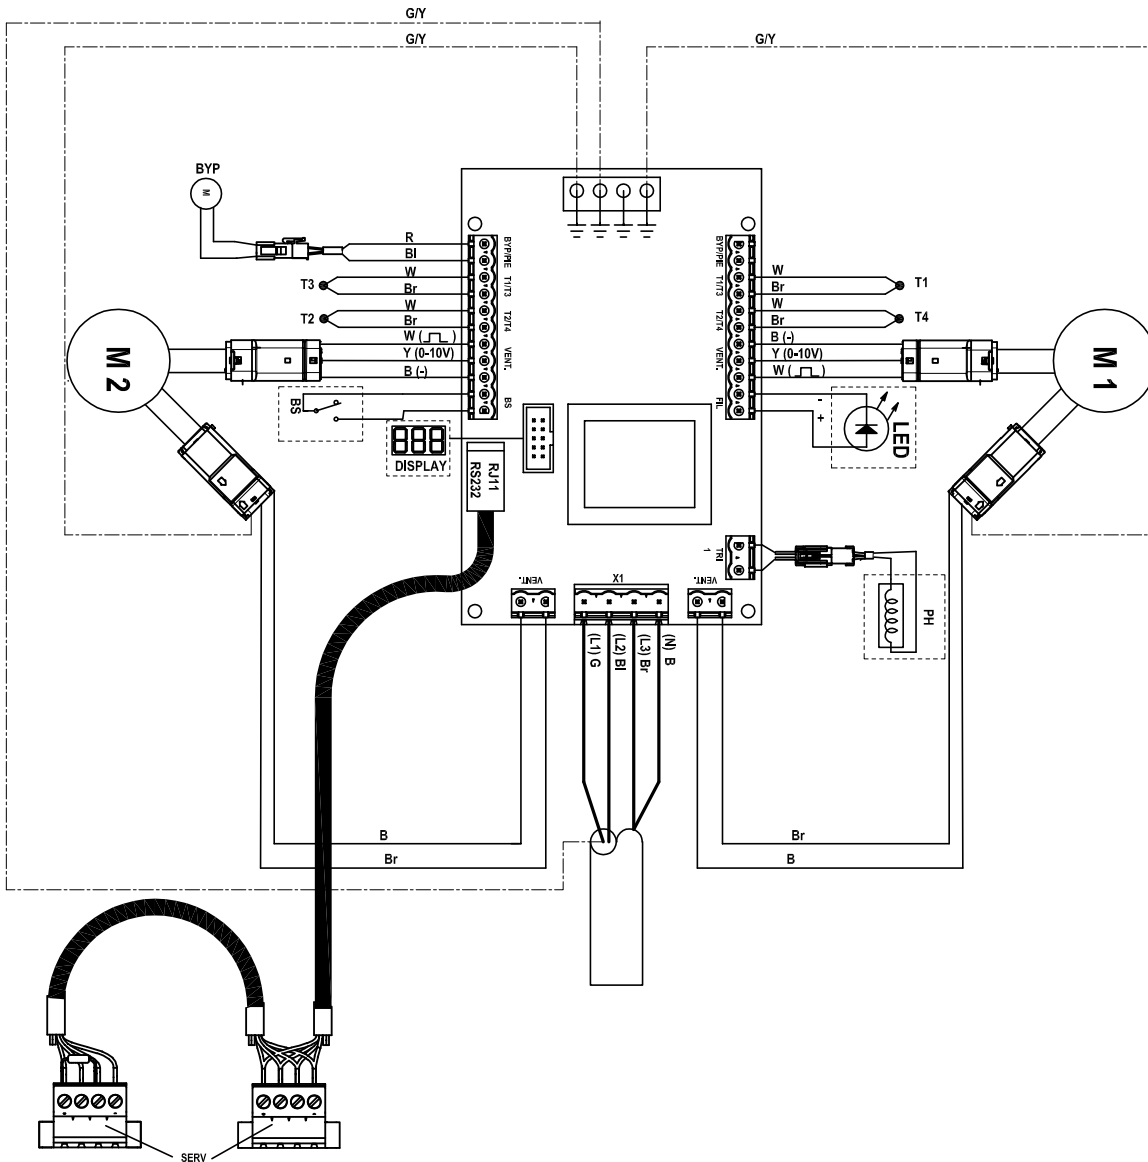 G/Y
G/Y
G/Y
BYP
M
R
Bl
W
Br
W
Br
W ( )
Y (0-10V)
B (-)
T3
T2
BYP/PIE
T1/T3
T2/T4
VENT.
BS
BYP/PIE
T1/T3
T2/T4
VENT.
FIL
W
Br
W
Br
B (-)
Y (0-10V)
W ( )
T1
T4
M 2
M 1
BS
DISPLAY
RJ11
RS232
-
+
LED
TRI
1
PH
VENT.
X1
VENT.
(L1) G
(L2) Bl
(L3) Br
(N) B
B
Br
Br
B
SERV